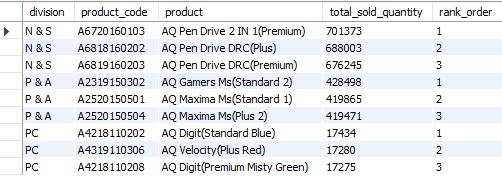 division product_code product total_sold_quantity rank_order
N & S A6720160103 AQ Pen Drive 2 IN 1(Premium) 701373 1
N & S A6818160202 AQ Pen Drive DRC(Plus) 688003 2
N & S A6819160203 AQ Pen Drive DRC(Premium) 676245 3
P & A A2319150302 AQ Gamers Ms(Standard 2) 428498 1
P & A A2520150501 AQ Maxima Ms(Standard 1) 419865 2
P & A A2520150504 AQ Maxima Ms(Plus 2) 419471 3
PC A4218110202 AQ Digit(Standard Blue) 17434 1
PC A4319110306 AQ Velocity(Plus Red) 17280 2
PC A4218110208 AQ Digit(Premium Misty Green) 17275 3